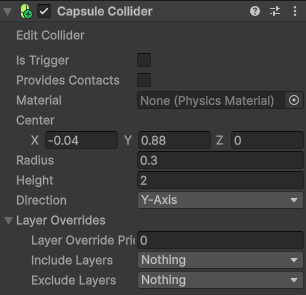 Capsule Collider
Edit Collider
Is Trigger
Provides Contacts
Material None (Physics Material)
Center
X -0.04 Y 0.88 Z 0
Radius 0.3
Height 2
Direction Y-Axis
Layer Overrides
Layer Override Pri 0
Include Layers Nothing
Exclude Layers Nothing